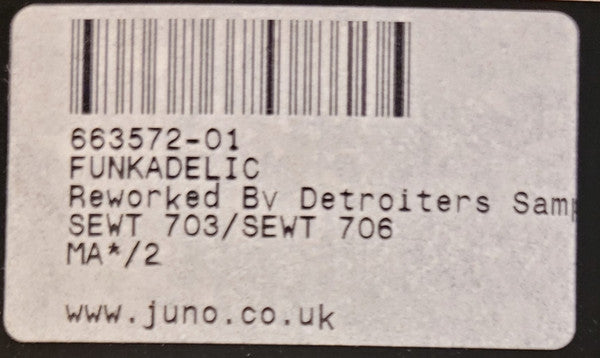 663572-01
FUNKADELIC
Reworked By Detroiters Samp
SEWT 703/SEWT 706
MA*/2
www.juno.co.uk